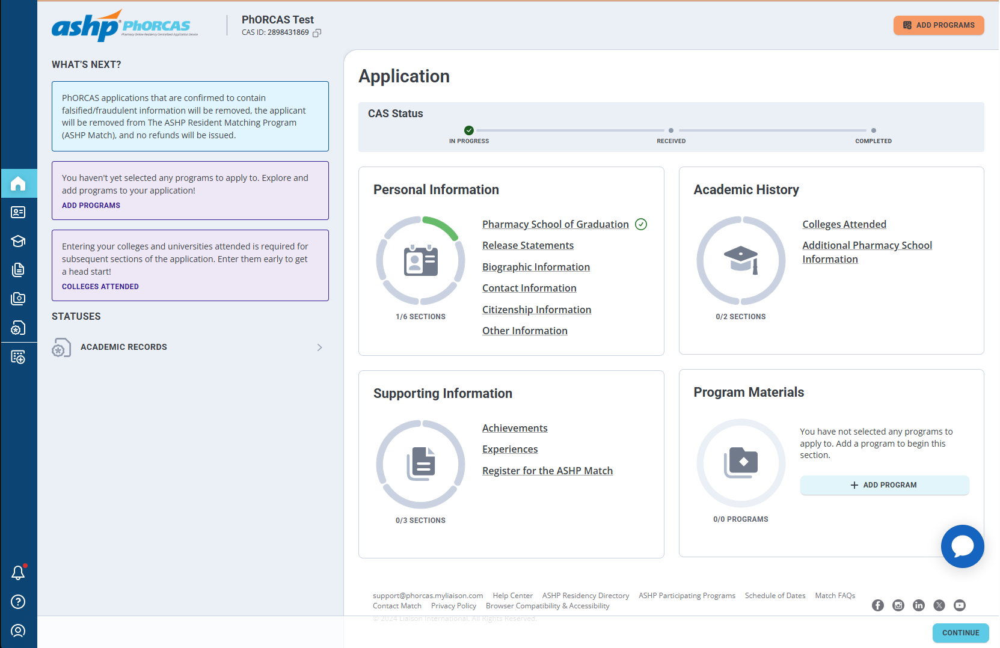 ashp® PhORCAS
Pharmacy Online Residency Centralized Application Service
PhORCAS Test
CAS ID: 2898431869
ADD PROGRAMS
WHAT'S NEXT?
PhORCAS applications that are confirmed to contain
falsified/fraudulent information will be removed, the applicant
will be removed from The ASHP Resident Matching Program
(ASHP Match), and no refunds will be issued.
You haven't yet selected any programs to apply to. Explore and
add programs to your application!
ADD PROGRAMS
Entering your colleges and universities attended is required for
subsequent sections of the application. Enter them early to get
a head start!
COLLEGES ATTENDED
STATUSES
ACADEMIC RECORDS
Application
CAS Status
IN PROGRESS
RECEIVED
COMPLETED
Personal Information
1/6 SECTIONS
Pharmacy School of Graduation
Release Statements
Biographic Information
Contact Information
Citizenship Information
Other Information
Academic History
0/2 SECTIONS
Colleges Attended
Additional Pharmacy School
Information
Supporting Information
0/3 SECTIONS
Achievements
Experiences
Register for the ASHP Match
Program Materials
0/0 PROGRAMS
You have not selected any programs to
apply to. Add a program to begin this
section.
+ ADD PROGRAM
support@phorcas.myliaison.com Help Center ASHP Residency Directory ASHP Participating Programs Schedule of Dates Match FAQs
Contact Match Privacy Policy Browser Compatibility & Accessibility
© 2024 Liaison International. All Rights Reserved.
CONTINUE